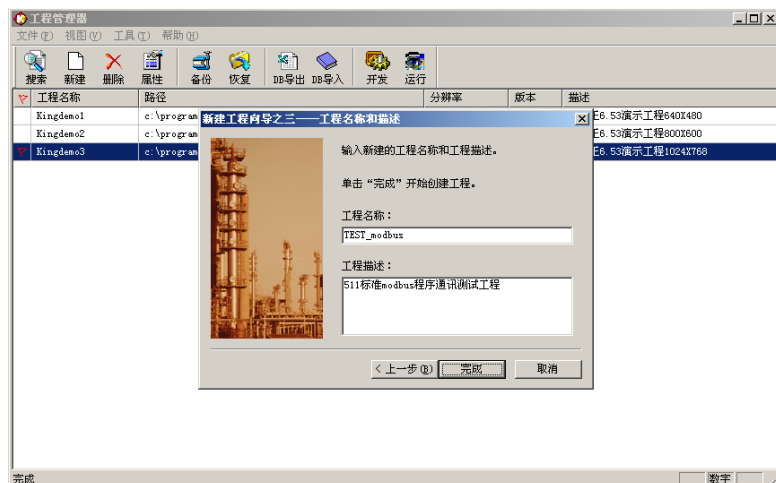 工程管理器
文件(F) 视图(V) 工具(T) 帮助(H)
搜索 新建 删除 属性 备份 恢复 DB导出 DB导入 开发 运行
工程名称 路径 分辨率 版本 描述
Kingdemo1 c:\program
E6.53演示工程640X480
Kingdemo2 c:\program
E6.53演示工程800X600
Kingdemo3 c:\program
E6.53演示工程1024X768
新建工程向导之三——工程名称和描述
输入新建的工程名称和工程描述。
单击“完成”开始创建工程。
工程名称：
TEST_modbus
工程描述：
511标准modbus程序通讯测试工程
<上一步(B) 完成 取消
完成 数字